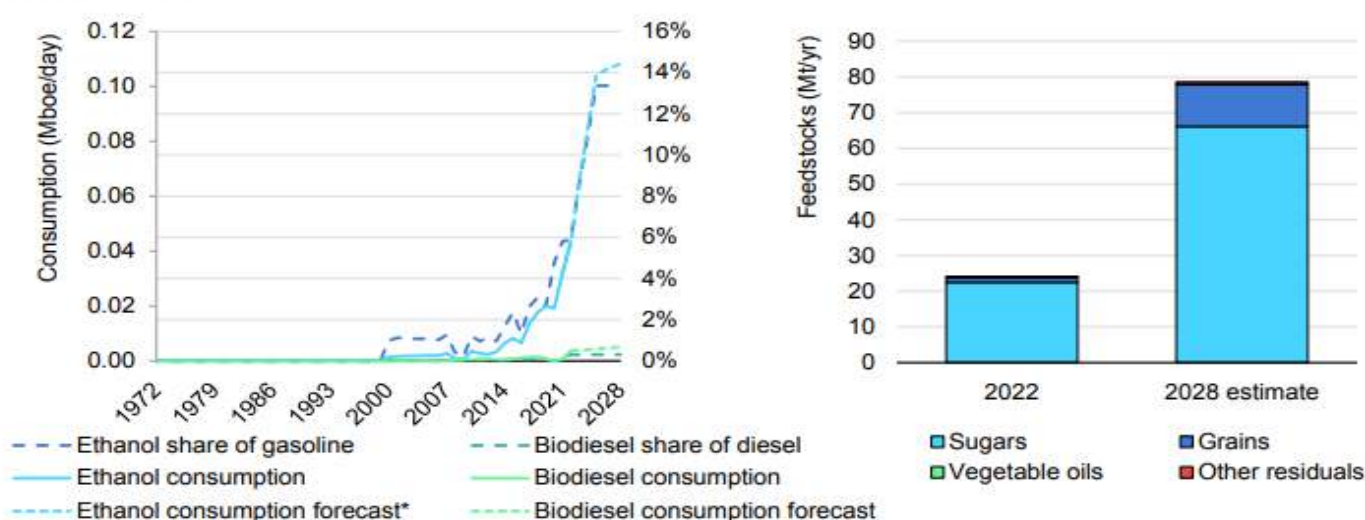 Consumption (Mboe/day)
0.12
0.10
0.08
0.06
0.04
0.02
0.00
16%
14%
12%
10%
8%
6%
4%
2%
0%
1972
1979
1986
1993
2000
2007
2014
2021
2028
Ethanol share of gasoline
Biodiesel share of diesel
Ethanol consumption
Biodiesel consumption
Ethanol consumption forecast*
Biodiesel consumption forecast
Feedstocks (Mt/yr)
90
80
70
60
50
40
30
20
10
0
2022
2028 estimate
Sugars
Grains
Vegetable oils
Other residuals